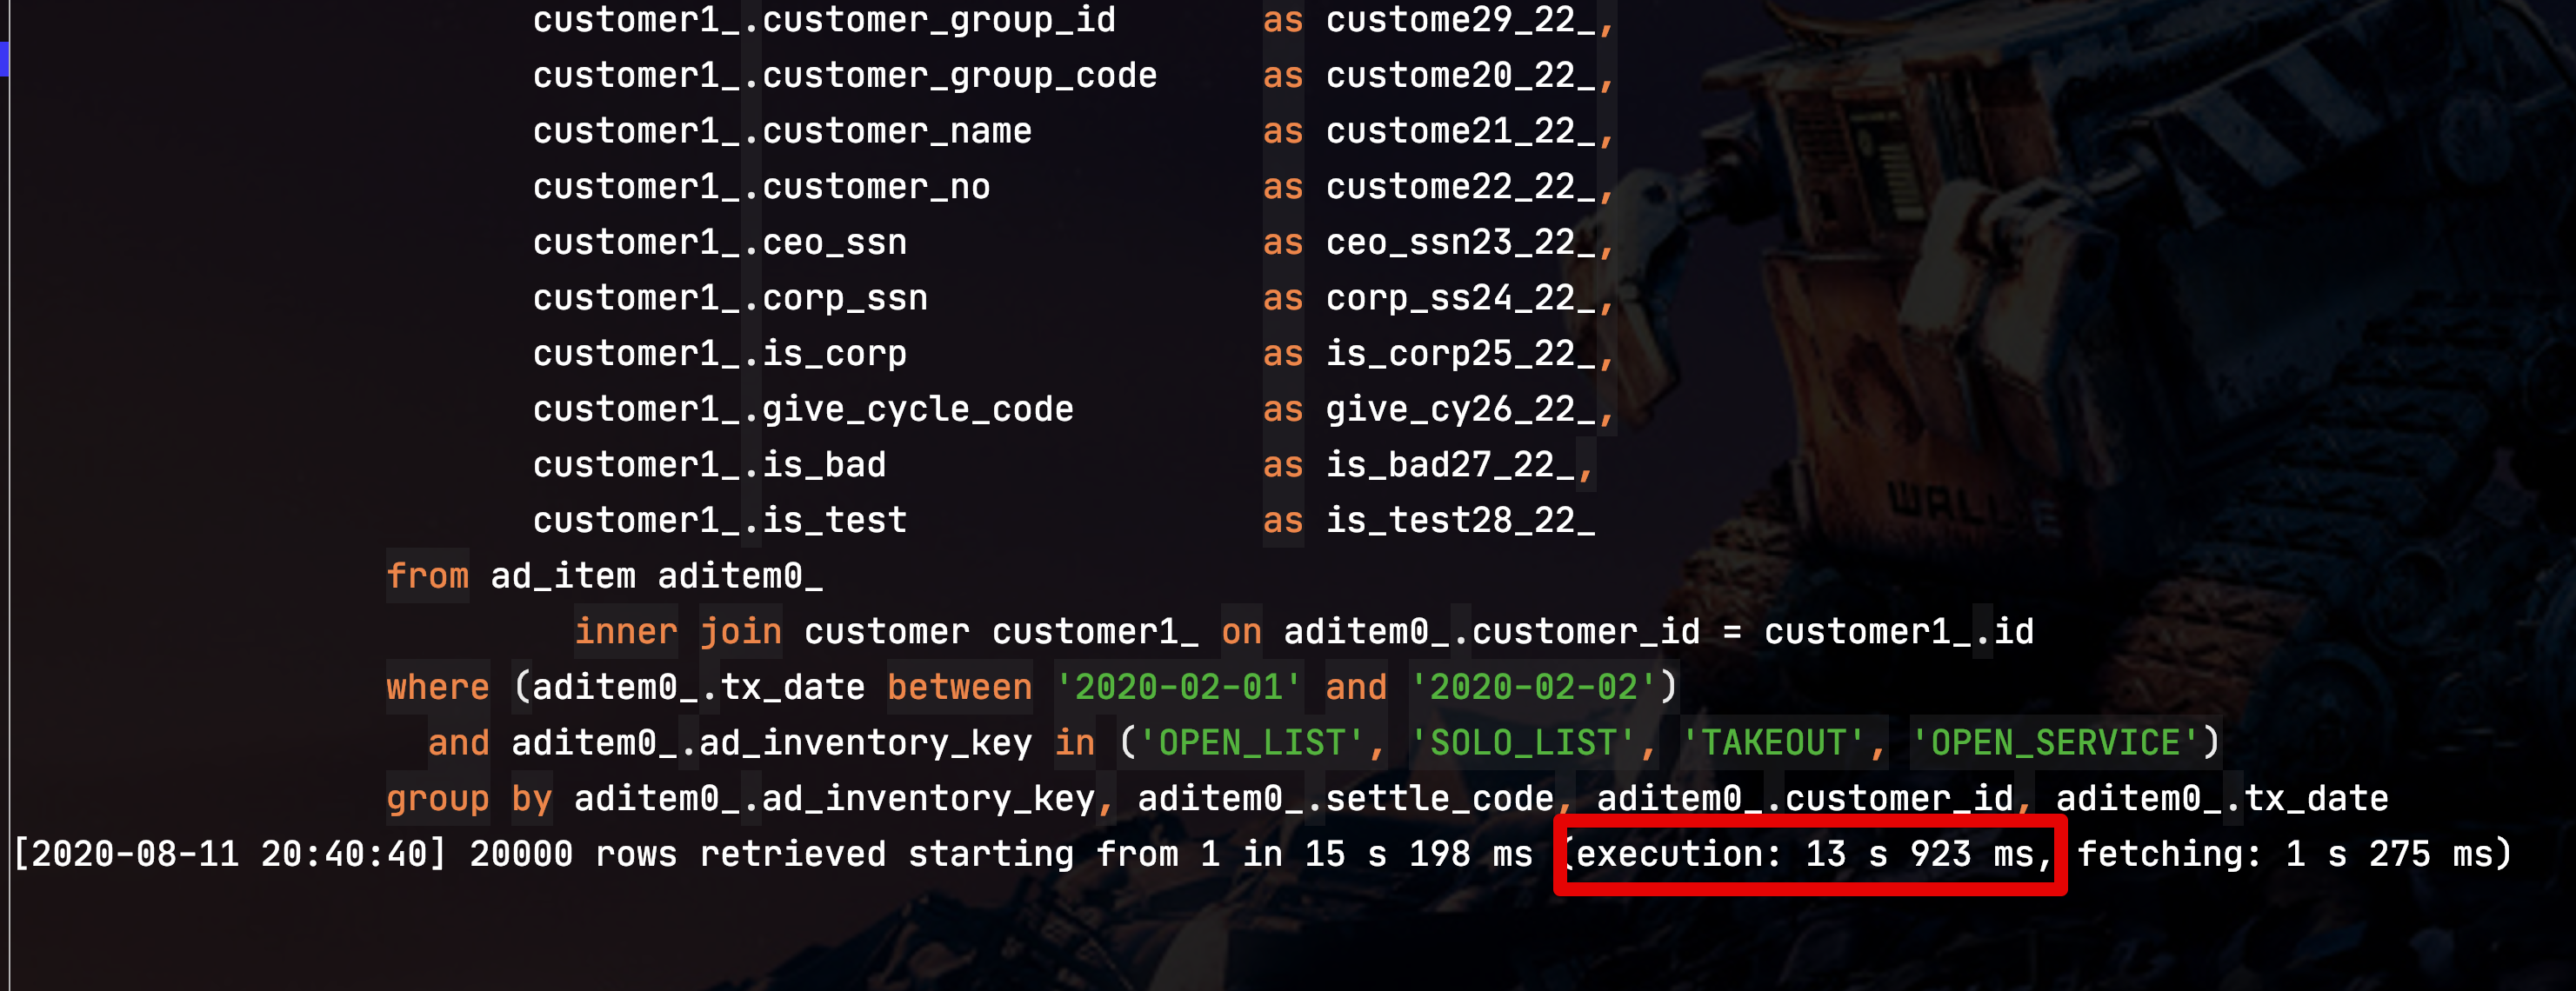 customer1_.customer_group_id as custome29_22_,
customer1_.customer_group_code as custome20_22_,
customer1_.customer_name as custome21_22_,
customer1_.customer_no as custome22_22_,
customer1_.ceo_ssn as ceo_ssn23_22_,
customer1_.corp_ssn as corp_ss24_22_,
customer1_.is_corp as is_corp25_22_,
customer1_.give_cycle_code as give_cy26_22_,
customer1_.is_bad as is_bad27_22_,
customer1_.is_test as is_test28_22_
WALL E
from ad_item aditem0_
inner join customer customer1_ on aditem0_.customer_id = customer1_.id
where (aditem0_.tx_date between '2020-02-01' and '2020-02-02')
and aditem0_.ad_inventory_key in ('OPEN_LIST', 'SOLO_LIST', 'TAKEOUT', 'OPEN_SERVICE')
group by aditem0_.ad_inventory_key, aditem0_.settle_code, aditem0_.customer_id, aditem0_.tx_date
[2020-08-11 20:40:40] 20000 rows retrieved starting from 1 in 15 s 198 ms (execution: 13 s 923 ms, fetching: 1 s 275 ms)